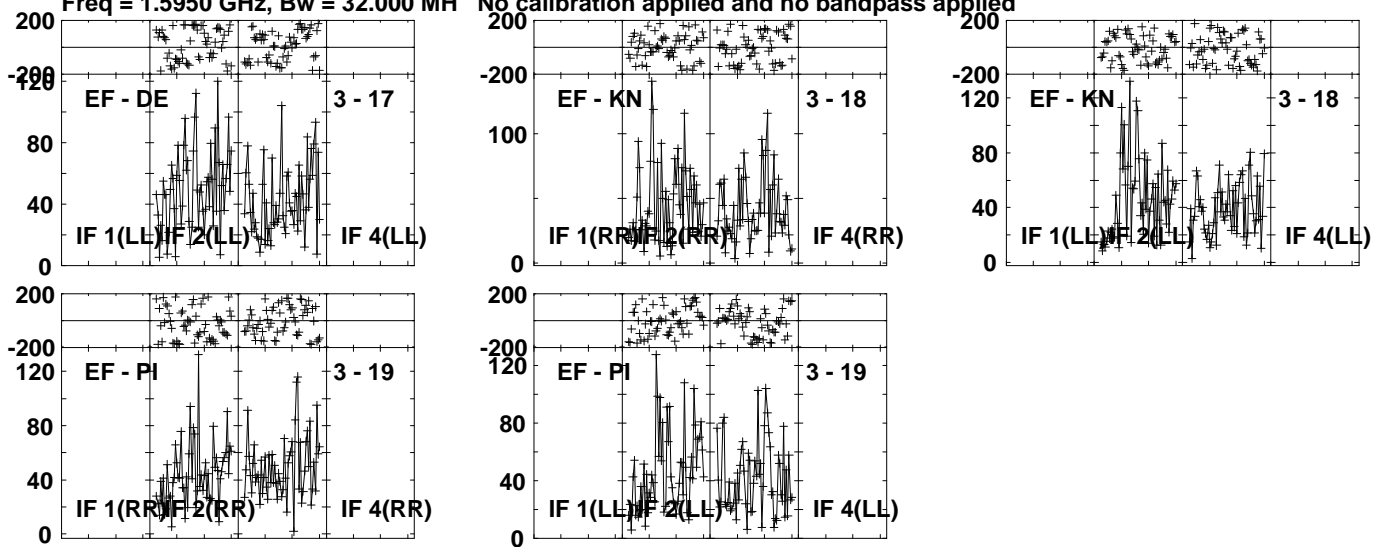 Freq = 1.5950 GHz, Bw = 32.000 MH No calibration applied and no bandpass applied
200
-200
120
80
40
0
EF - DE
3 - 17
IF 1(LL)
IF 2(LL)
IF 4(LL)
200
-200
100
0
EF - KN
3 - 18
IF 1(RR)
IF 2(RR)
IF 4(RR)
200
-200
120
80
40
0
EF - KN
3 - 18
IF 1(LL)
IF 2(LL)
IF 4(LL)
200
-200
120
80
40
0
EF - PI
3 - 19
IF 1(RR)
IF 2(RR)
IF 4(RR)
200
-200
120
80
40
0
EF - PI
3 - 19
IF 1(LL)
IF 2(LL)
IF 4(LL)